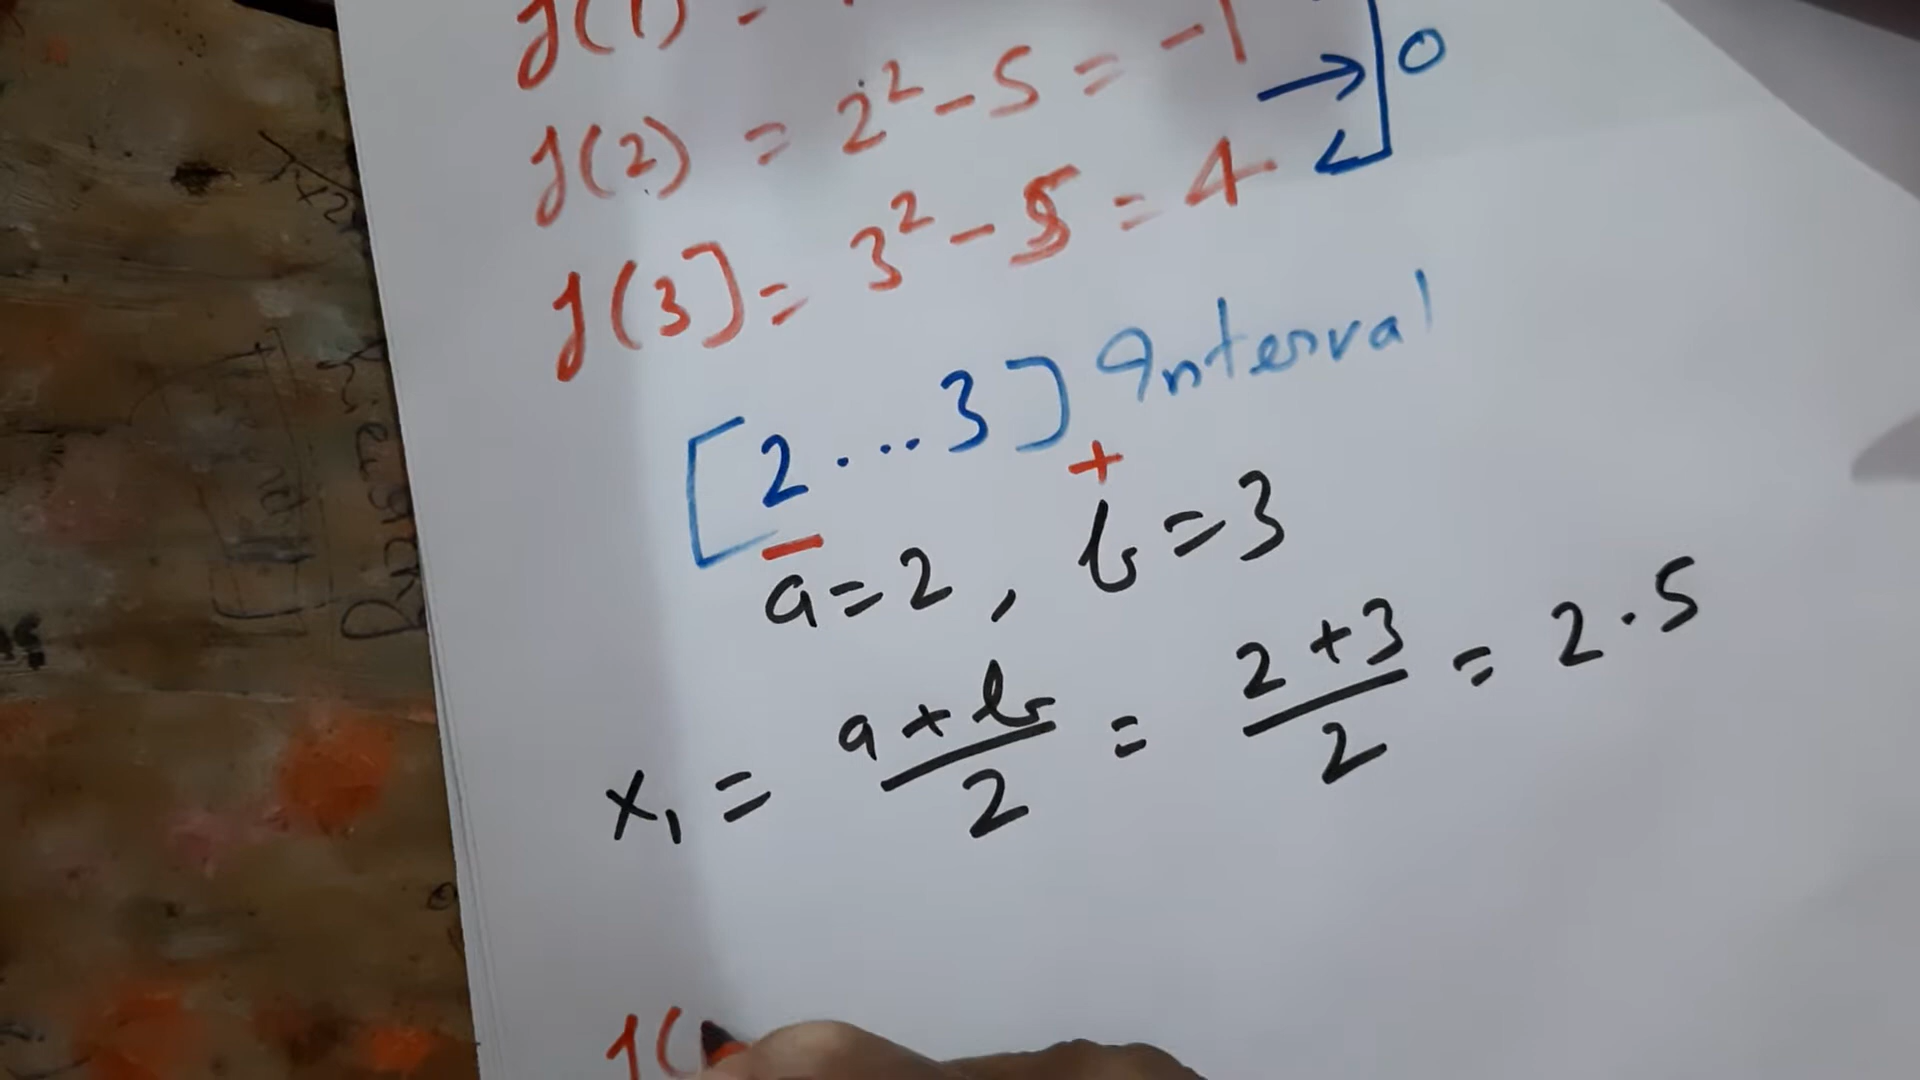 f(1) =
f(2) = 2² - 5 = -1
→ 0
f(3] = 3² - 5 = 4
[2...3] Interval
- +
a=2, b=3
x₁ = a+b/2 = 2+3/2 = 2.5
f(